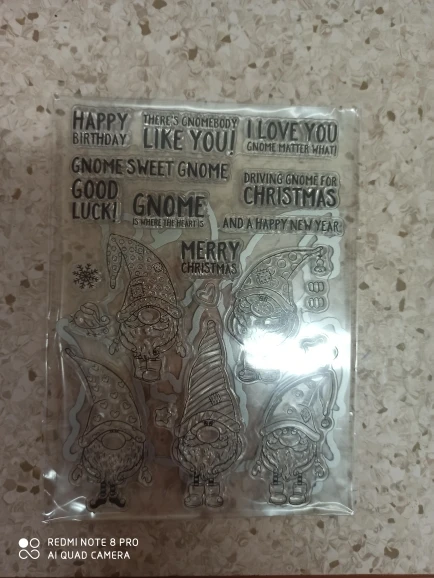 HAPPY
BIRTHDAY
THERE'S GNOMEBODY
LIKE YOU!
I LOVE YOU
GNOME MATTER WHAT!
GNOME SWEET GNOME
GOOD
LUCK!
GNOME
IS WHERE THE HEART IS
DRIVING GNOME FOR
CHRISTMAS
AND A HAPPY NEW YEAR
MERRY
CHRISTMAS
REDMI NOTE 8 PRO
AI QUAD CAMERA